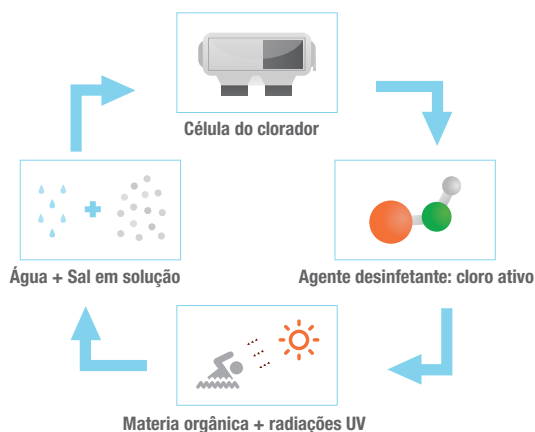 Célula do clorador
Água + Sal em solução
Agente desinfetante: cloro ativo
Materia orgânica + radiações UV